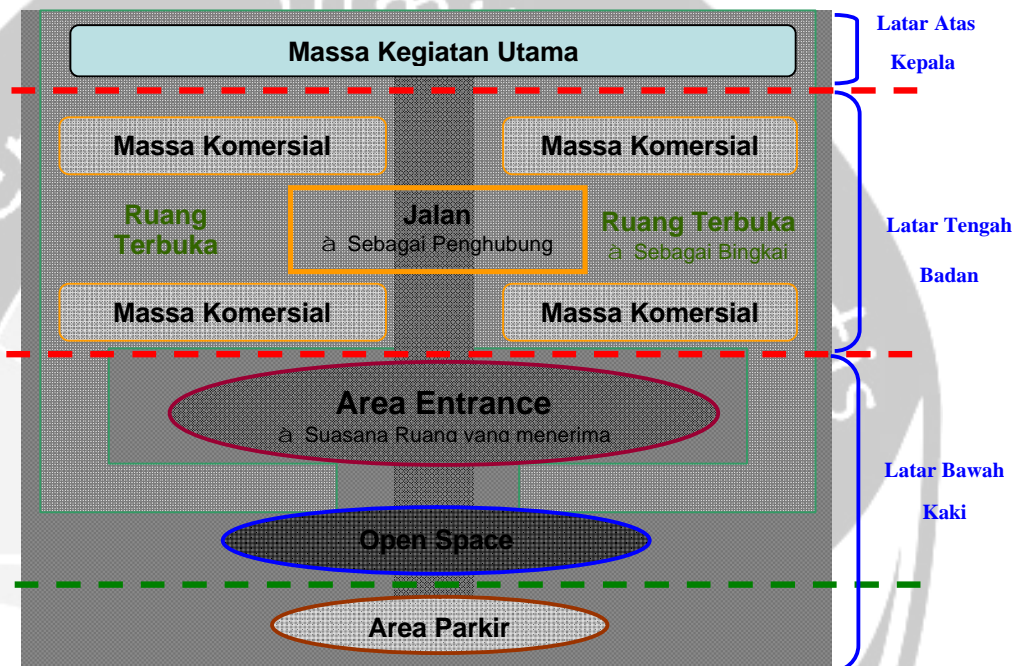 Massa Kegiatan Utama
Latar Atas
Kepala
Massa Komersial
Massa Komersial
Ruang
Terbuka
Jalan
à Sebagai Penghubung
Ruang Terbuka
à Sebagai Bingkai
Latar Tengah
Badan
Massa Komersial
Massa Komersial
Area Entrance
à Suasana Ruang yang menerima
Latar Bawah
Kaki
Open Space
Area Parkir